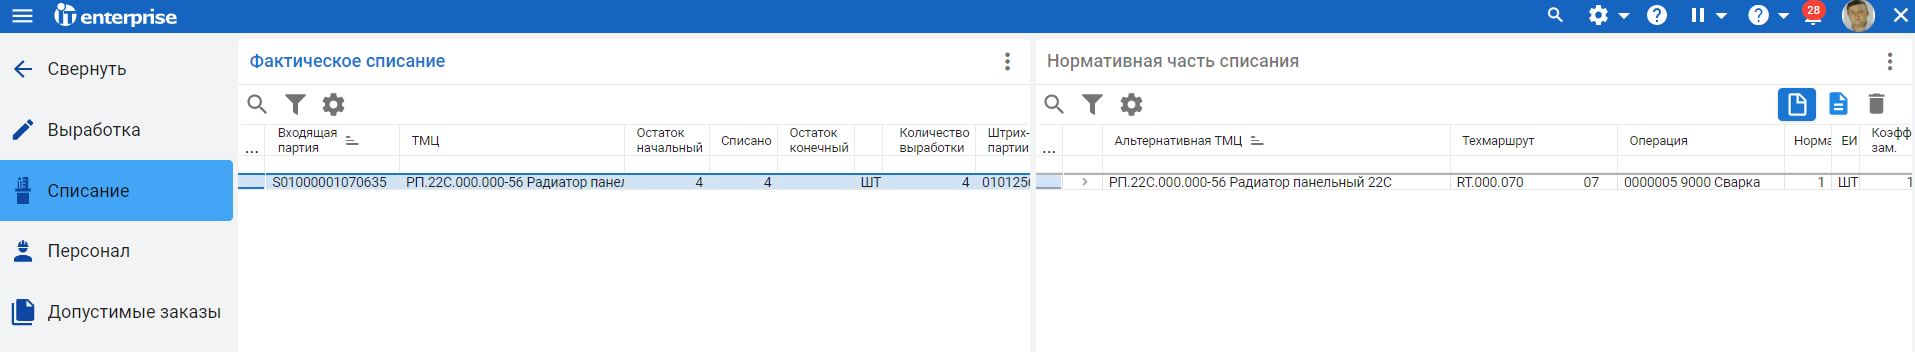 iT enterprise
28
Свернуть
Выработка
Списание
Персонал
Допустимые заказы
Фактическое списание
...
Входящая партия
ТМЦ
Остаток начальный
Списано
Остаток конечный
Количество выработки
Штрих-
партии
S01000001070635
РП.22С.000.000-56 Радиатор панел
4
4
ШТ
4
0101256
Нормативная часть списания
...
Альтернативная ТМЦ
Техмаршрут
Операция
Норма
ЕИ
Коэфф
зам.
РП.22С.000.000-56 Радиатор панельный 22С
RT.000.070
07
0000005 9000 Сварка
1
ШТ
1